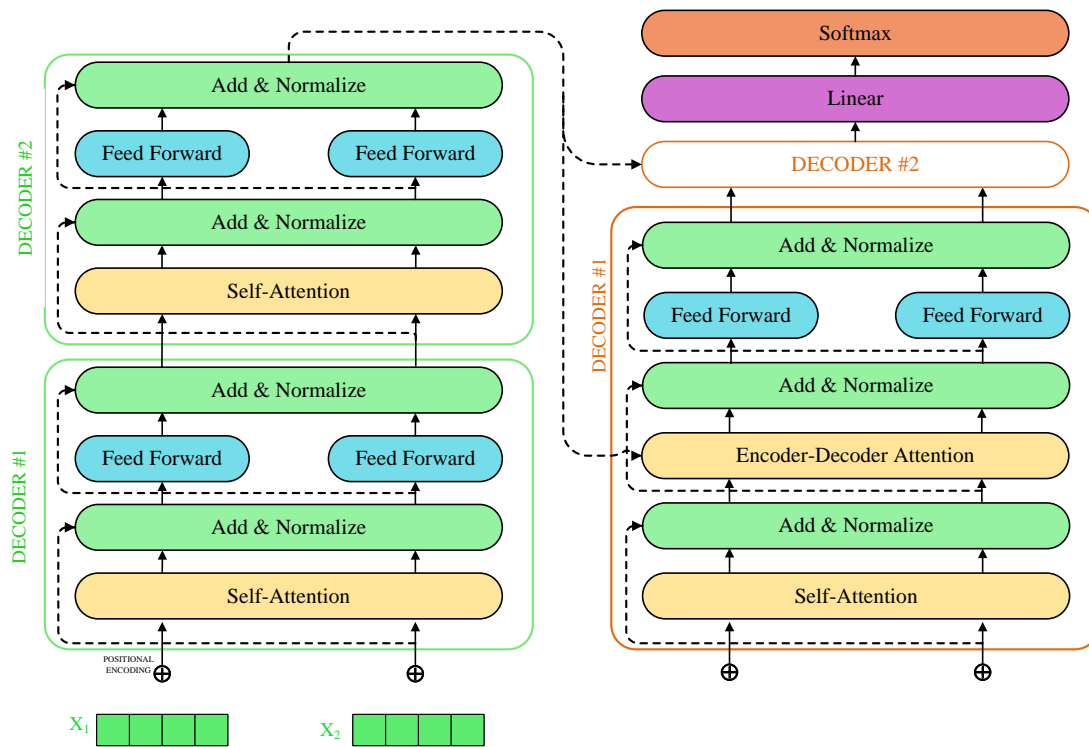 Add & Normalize
Feed Forward
Feed Forward
Add & Normalize
Self-Attention
DECODER #2
Add & Normalize
Feed Forward
Feed Forward
Add & Normalize
Self-Attention
DECODER #1
POSITIONAL
ENCODING
X1
X2
Softmax
Linear
DECODER #2
Add & Normalize
Feed Forward
Feed Forward
Add & Normalize
Encoder-Decoder Attention
Add & Normalize
Self-Attention
DECODER #1